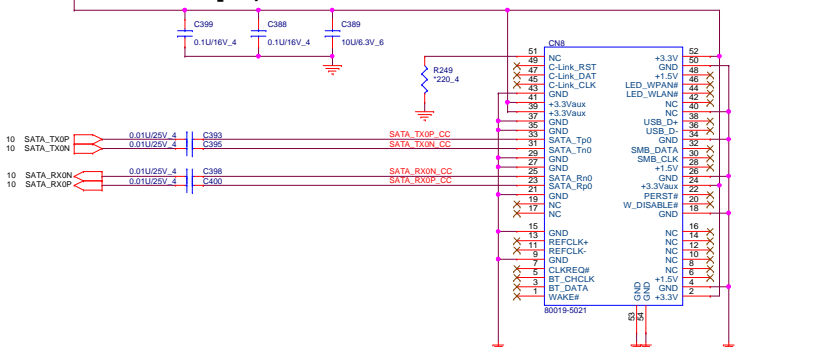 C399
0.1U/16V_4
C388
0.1U/16V_4
C389
10U/6.3V_6
R249
*220_4
CN8
51 NC +3.3V 52
49 C-Link_RST GND 50
47 C-Link_DAT +1.5V 48
45 C-Link_CLK LED_WPAN# 46
43 GND LED_WLAN# 44
41 +3.3Vaux NC 42
39 +3.3Vaux NC 40
37 GND USB_D+ 38
35 GND USB_D- 36
33 SATA_Tp0 GND 34
31 SATA_Tn0 SMB_DATA 32
29 GND SMB_CLK 30
27 GND +1.5V 28
25 SATA_Rn0 GND 26
23 SATA_Rp0 +3.3Vaux 24
21 GND PERST# 22
19 NC W_DISABLE# 20
17 NC GND 18
15 GND NC 16
13 REFCLK+ NC 14
11 REFCLK- NC 12
9 GND NC 10
7 CLKREQ# NC 8
5 BT_CHCLK +1.5V 6
3 BT_DATA GND 4
1 WAKE# +3.3V 2
GND GND
53 54
80019-5021
10 SATA_TX0P 0.01U/25V_4 C393 SATA_TX0P_CC
10 SATA_TX0N 0.01U/25V_4 C395 SATA_TX0N_CC
10 SATA_RX0N 0.01U/25V_4 C398 SATA_RX0N_CC
10 SATA_RX0P 0.01U/25V_4 C400 SATA_RX0P_CC